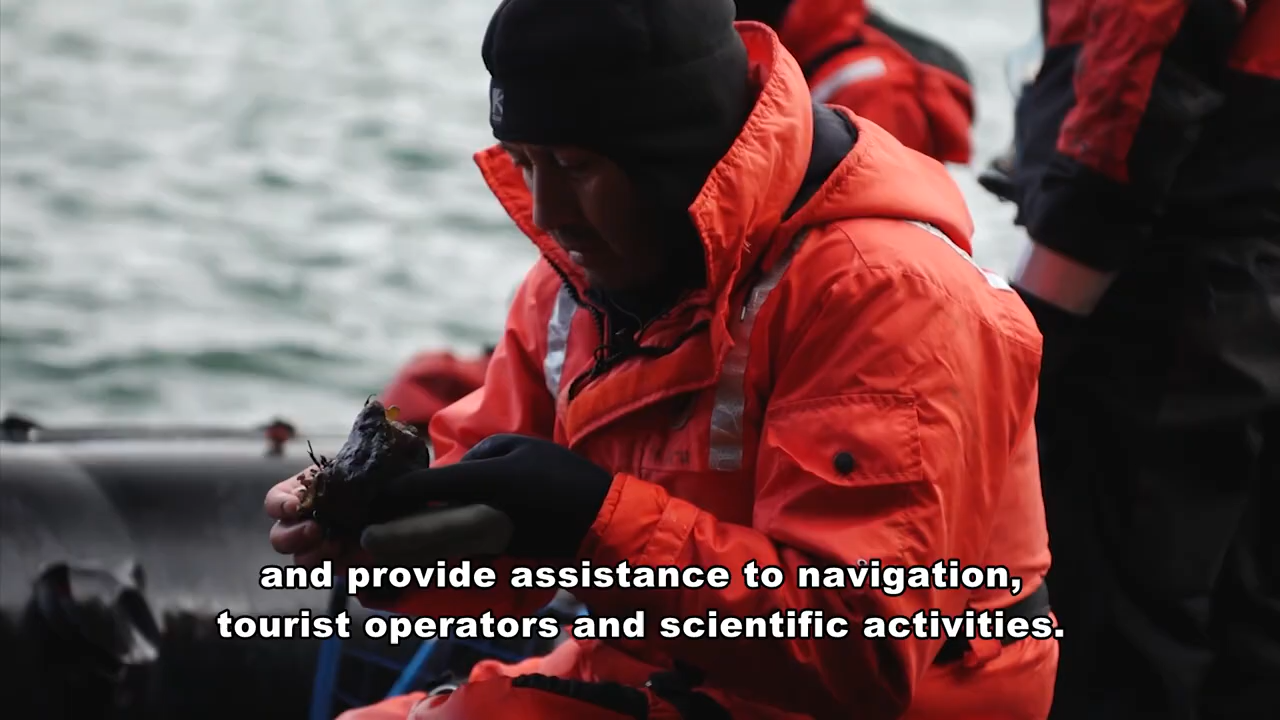 and provide assistance to navigation,
tourist operators and scientific activities.